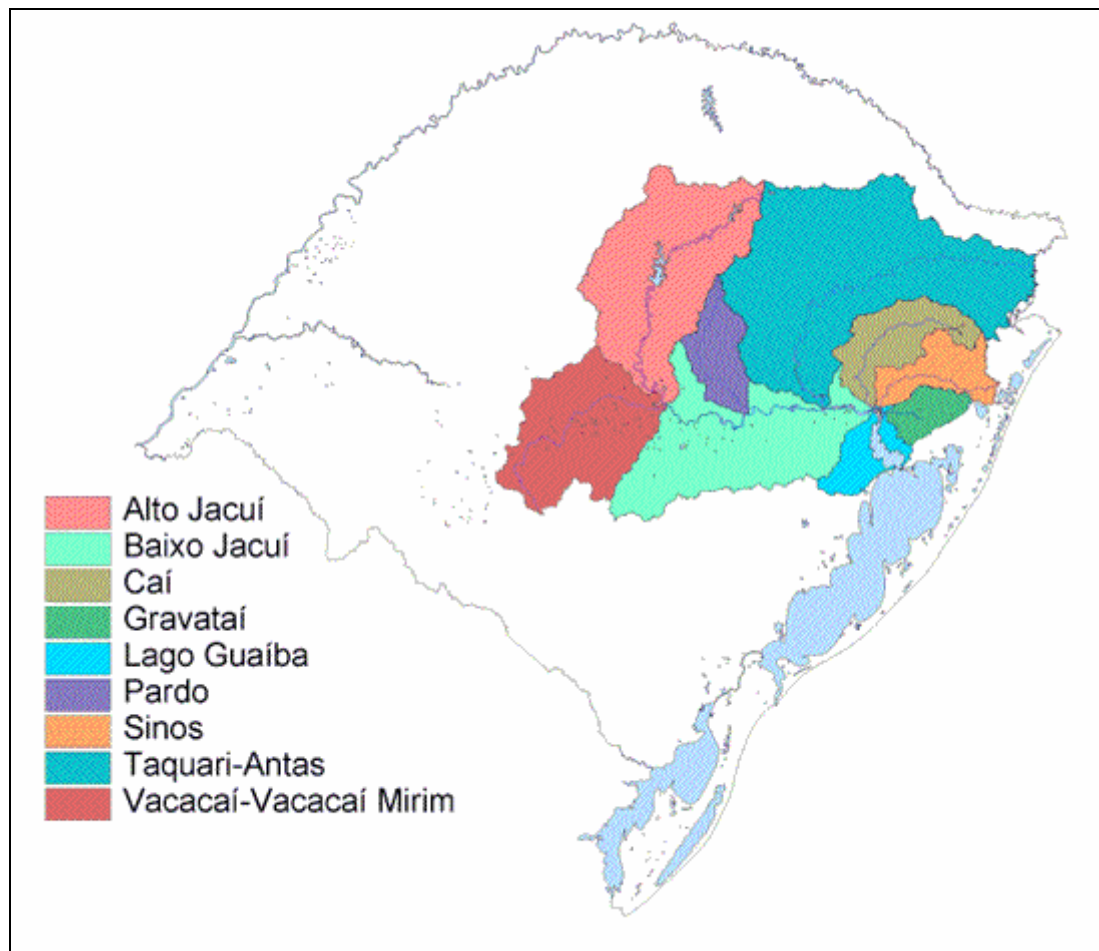 Alto Jacuí
Baixo Jacuí
Caí
Gravataí
Lago Guaíba
Pardo
Sinos
Taquari-Antas
Vacacaí-Vacacaí Mirim